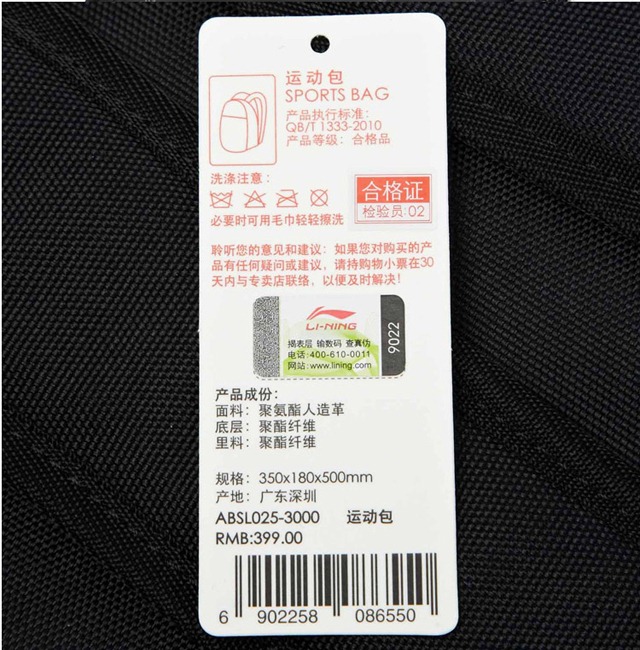 运动包
SPORTS BAG
产品执行标准：
QB/T 1333-2010
产品等级：合格品
洗涤注意：
合格证
检验员:02
必要时可用毛巾轻轻擦洗
聆听您的意见和建议：如果您对购买的产
品有任何疑问或建议，请持购物小票在30
天内与专卖店联络，以便及时解决！
LI-NING
揭表层 输数码 查真伪
电话:400-610-0011
网站:www.lining.com
9022
产品成份：
面料：聚氨酯人造革
底层：聚酯纤维
里料：聚酯纤维
规格：350x180x500mm
产地：广东深圳
ABSL025-3000 运动包
RMB:399.00
6 902258 086550